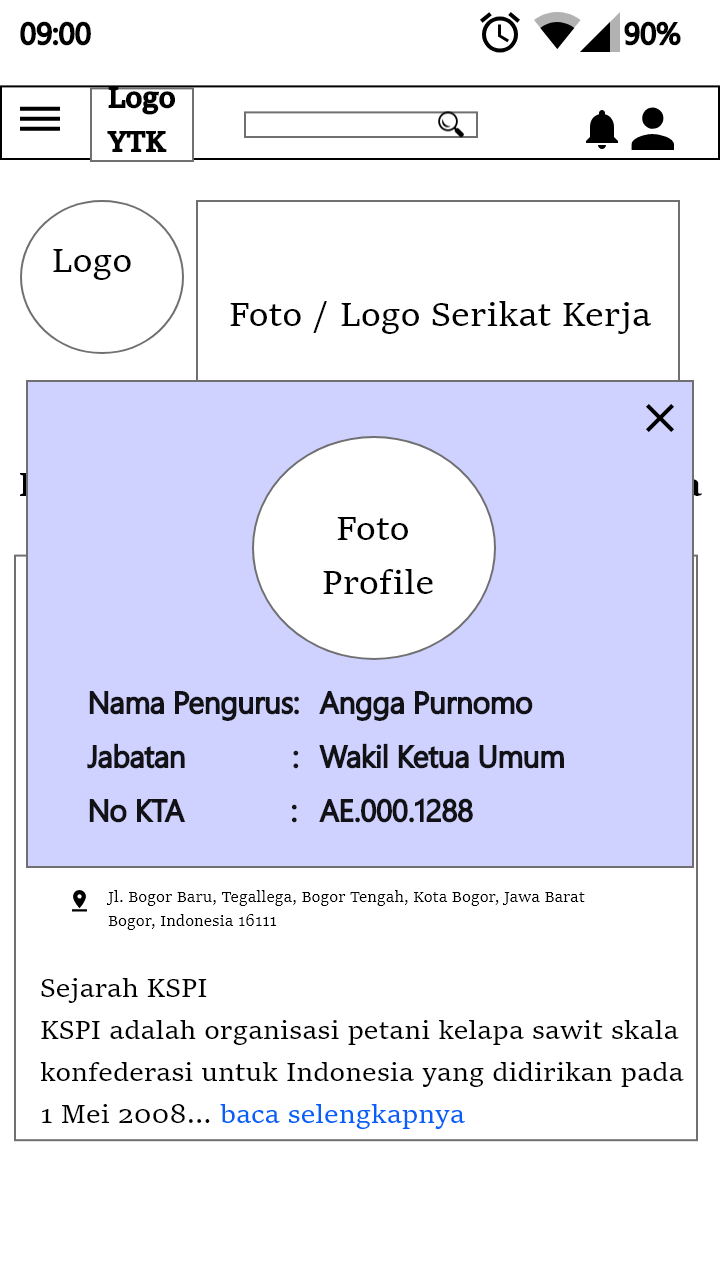 09:00 90%
Logo
YTK
Logo
Foto / Logo Serikat Kerja
Foto
Profile
Nama Pengurus: Angga Purnomo
Jabatan : Wakil Ketua Umum
No KTA : AE.000.1288
Jl. Bogor Baru, Tegallega, Bogor Tengah, Kota Bogor, Jawa Barat
Bogor, Indonesia 16111
Sejarah KSPI
KSPI adalah organisasi petani kelapa sawit skala
konfederasi untuk Indonesia yang didirikan pada
1 Mei 2008... baca selengkapnya